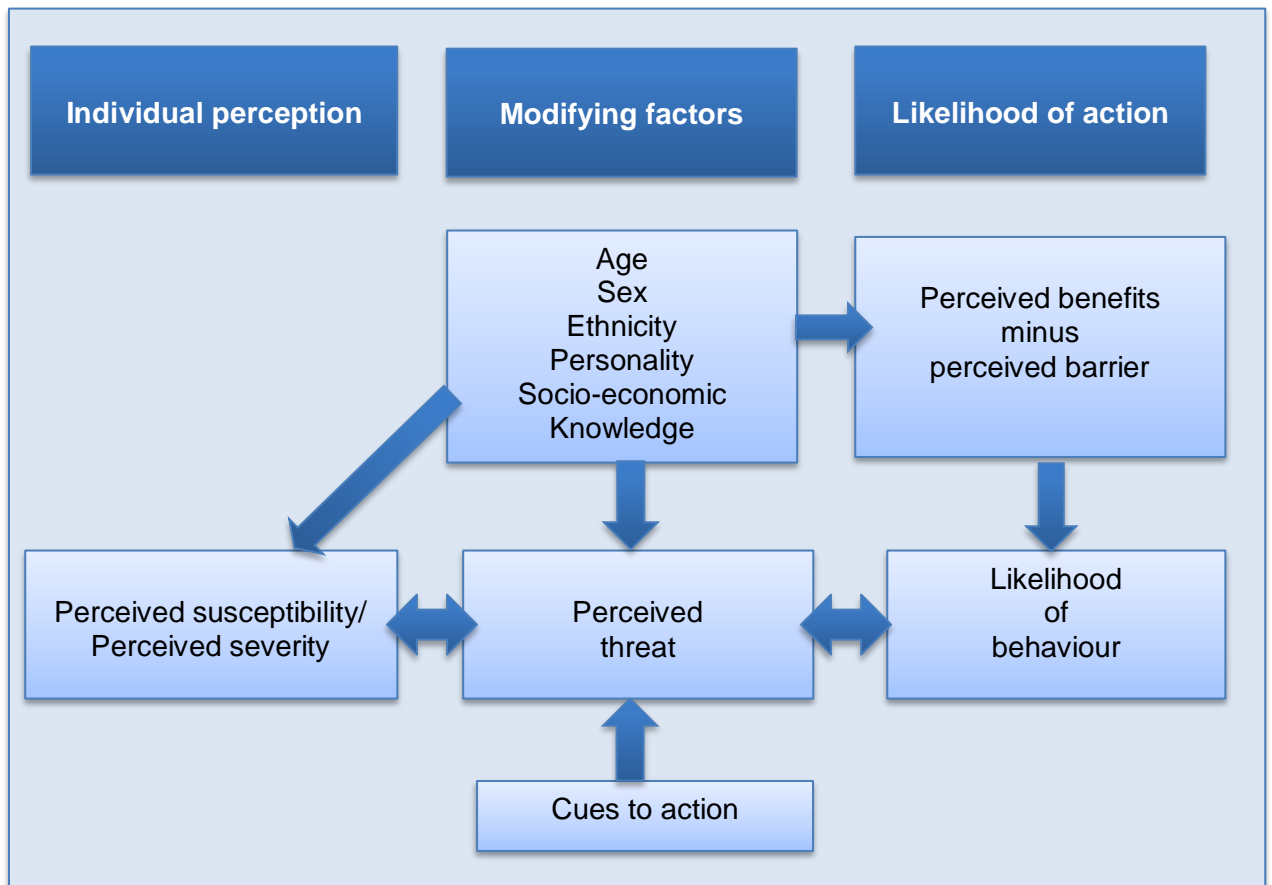 Individual perception
Modifying factors
Likelihood of action
Age
Sex
Ethnicity
Personality
Socio-economic
Knowledge
Perceived benefits
minus
perceived barrier
Perceived susceptibility/
Perceived severity
Perceived
threat
Likelihood
of
behaviour
Cues to action